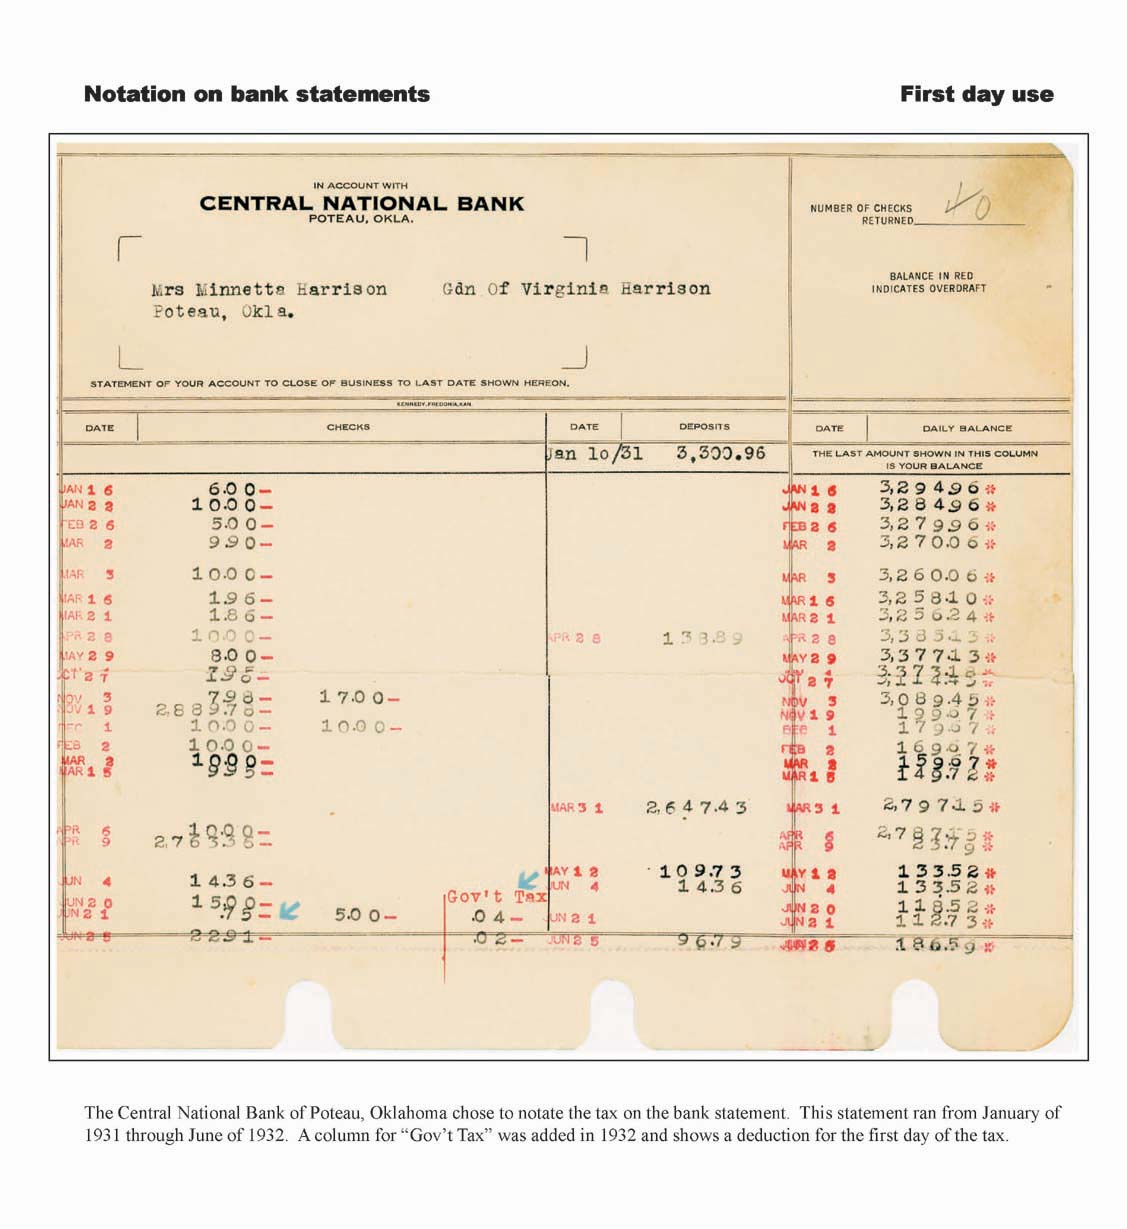 Notation on bank statements First day use
IN ACCOUNT WITH
CENTRAL NATIONAL BANK
POTEAU, OKLA.
NUMBER OF CHECKS
RETURNED 40
BALANCE IN RED
INDICATES OVERDRAFT
Mrs Minnetta Harrison Gdn Of Virginia Harrison
Poteau, Okla.
STATEMENT OF YOUR ACCOUNT TO CLOSE OF BUSINESS TO LAST DATE SHOWN HEREON.
KENNEDY, FREDONIA, KAN.
DATE CHECKS DATE DEPOSITS DATE DAILY BALANCE
Jan 10/31 3,300.96
THE LAST AMOUNT SHOWN IN THIS COLUMN
IS YOUR BALANCE
JAN 16 6.00- JAN 16 3,294.96*
JAN 22 10.00- JAN 22 3,284.96*
FEB 26 5.00- FEB 26 3,279.96*
MAR 2 9.90- MAR 2 3,270.06*
MAR 3 10.00- MAR 3 3,260.06*
MAR 16 1.96- MAR 16 3,258.10*
MAR 21 1.86- MAR 21 3,256.24*
APR 28 10.00- APR 28 138.89 APR 28 3,385.13*
MAY 29 8.00- MAY 29 3,377.13*
OCT 27 OCT 27
NOV 3 7.98- 17.00- NOV 3 3,089.45*
NOV 19 2,889.78- NOV 19 199.67*
DEC 1 10.00- 10.00- DEC 1 179.67*
FEB 2 10.00- FEB 2 169.67*
MAR 2 10.00- MAR 2 159.67*
MAR 15 9.95- MAR 15 149.72*
MAR 31 2,647.43 MAR 31 2,797.15*
APR 6 10.00- APR 6 2,787.15*
APR 9 2,763.36- APR 9 23.79*
MAY 12 109.73 MAY 12 133.52*
JUN 4 14.36- JUN 4 14.36 JUN 4 133.52*
Gov't Tax
JUN 20 15.00- JUN 20 118.52*
JUN 21 .75- 5.00- .04- JUN 21 JUN 21 112.73*
JUN 25 22.91- .02- JUN 25 96.79 JUN 25 186.59*
The Central National Bank of Poteau, Oklahoma chose to notate the tax on the bank statement. This statement ran from January of
1931 through June of 1932. A column for “Gov’t Tax” was added in 1932 and shows a deduction for the first day of the tax.